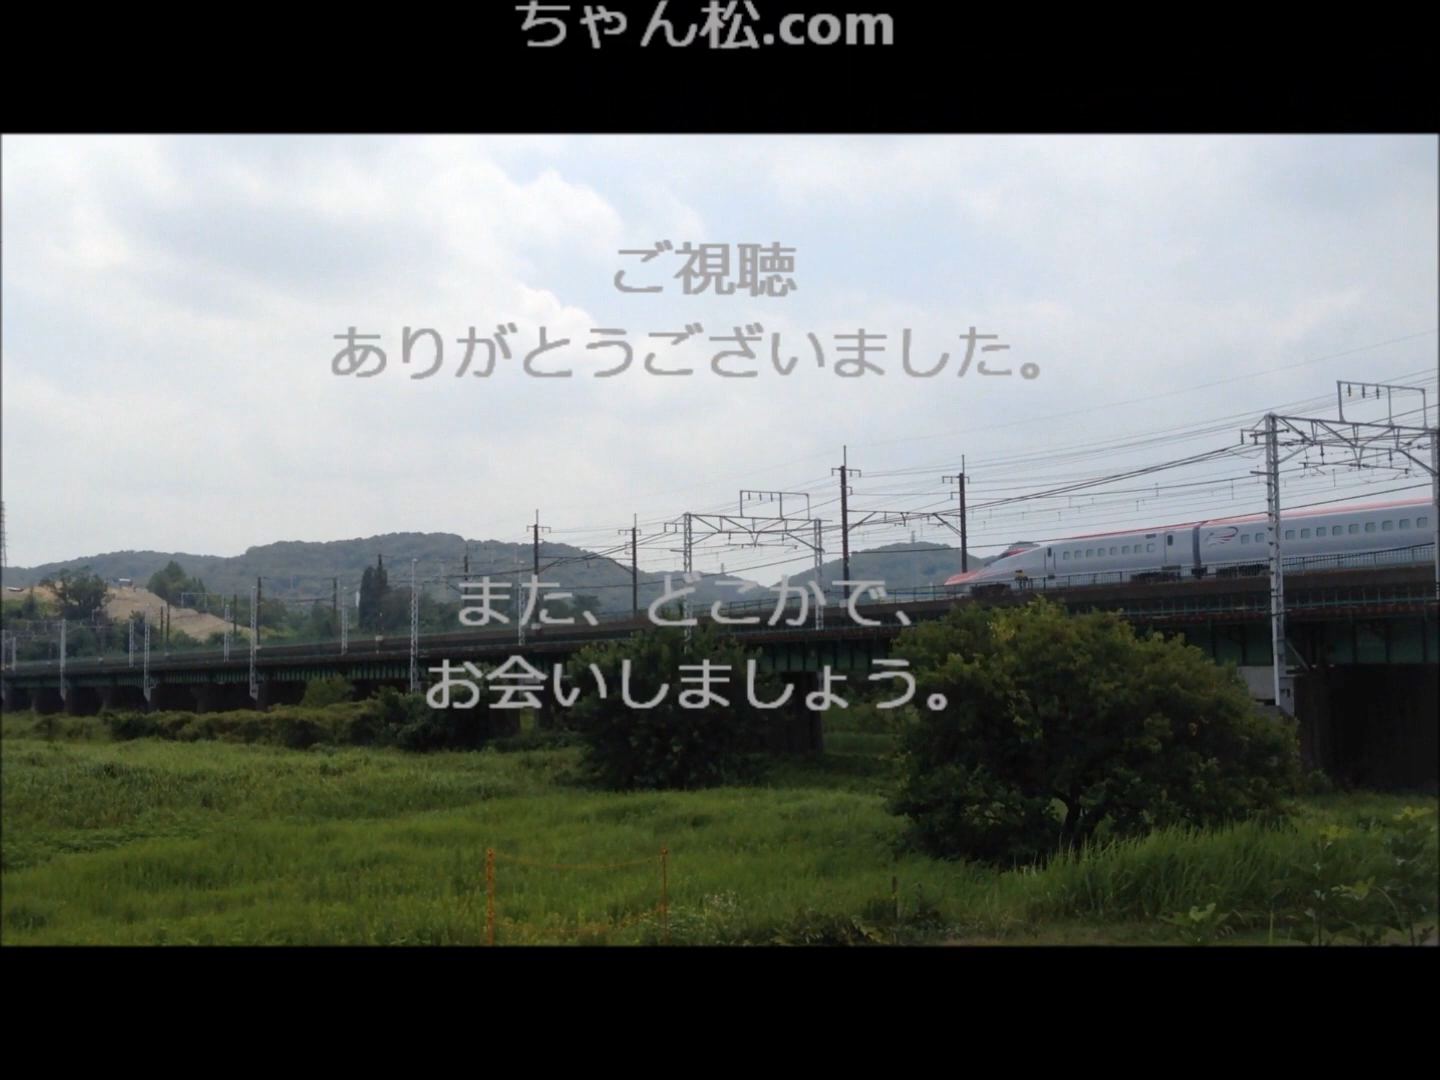 ちゃん松.com
ご視聴
ありがとうございました。
また、どこかで、
お会いしましょう。